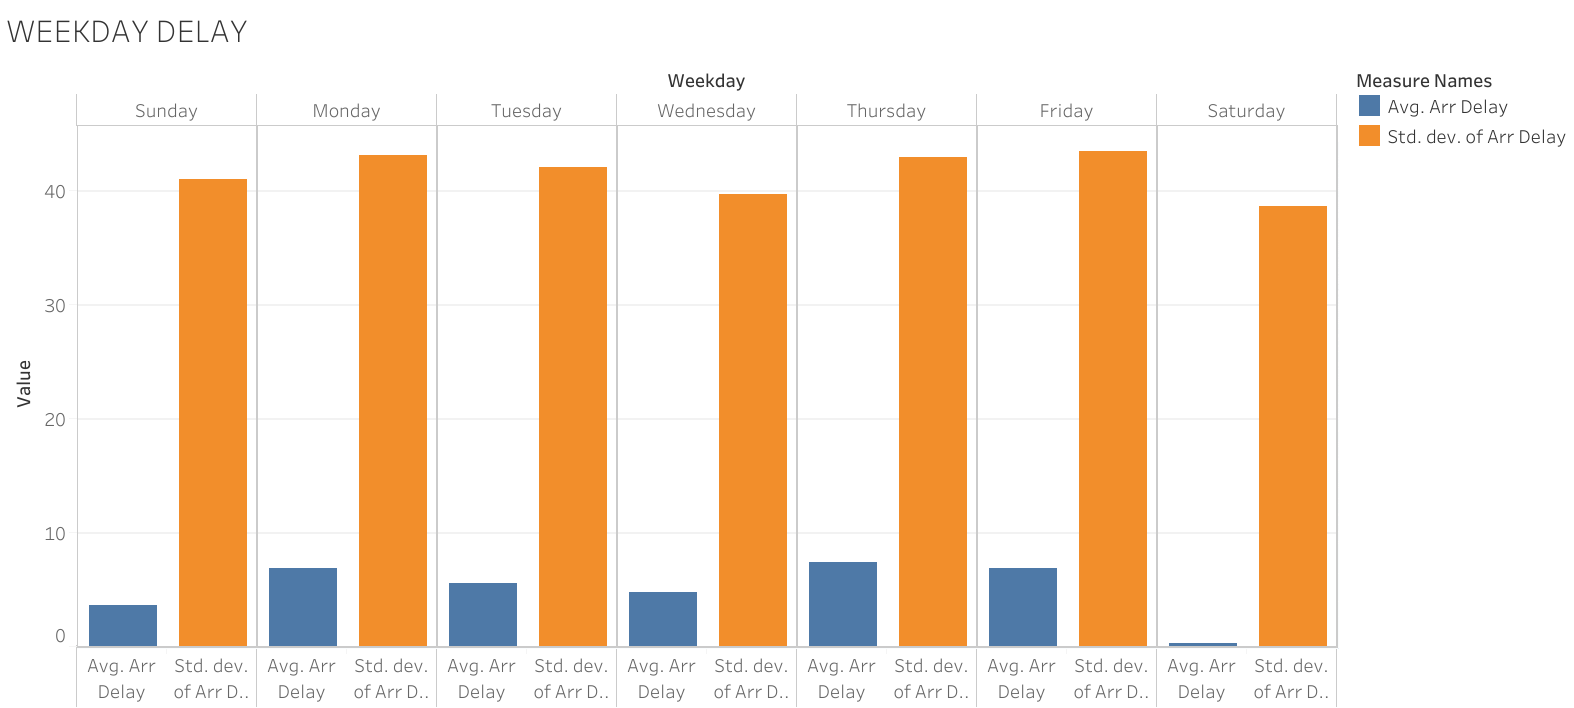 WEEKDAY DELAY
Weekday
Sunday Monday Tuesday Wednesday Thursday Friday Saturday
Measure Names
Avg. Arr Delay
Std. dev. of Arr Delay
40
30
20
10
0
Value
Avg. Arr Std. dev. Avg. Arr Std. dev. Avg. Arr Std. dev. Avg. Arr Std. dev. Avg. Arr Std. dev. Avg. Arr Std. dev. Avg. Arr Std. dev.
Delay of Arr D.. Delay of Arr D.. Delay of Arr D.. Delay of Arr D.. Delay of Arr D.. Delay of Arr D.. Delay of Arr D..